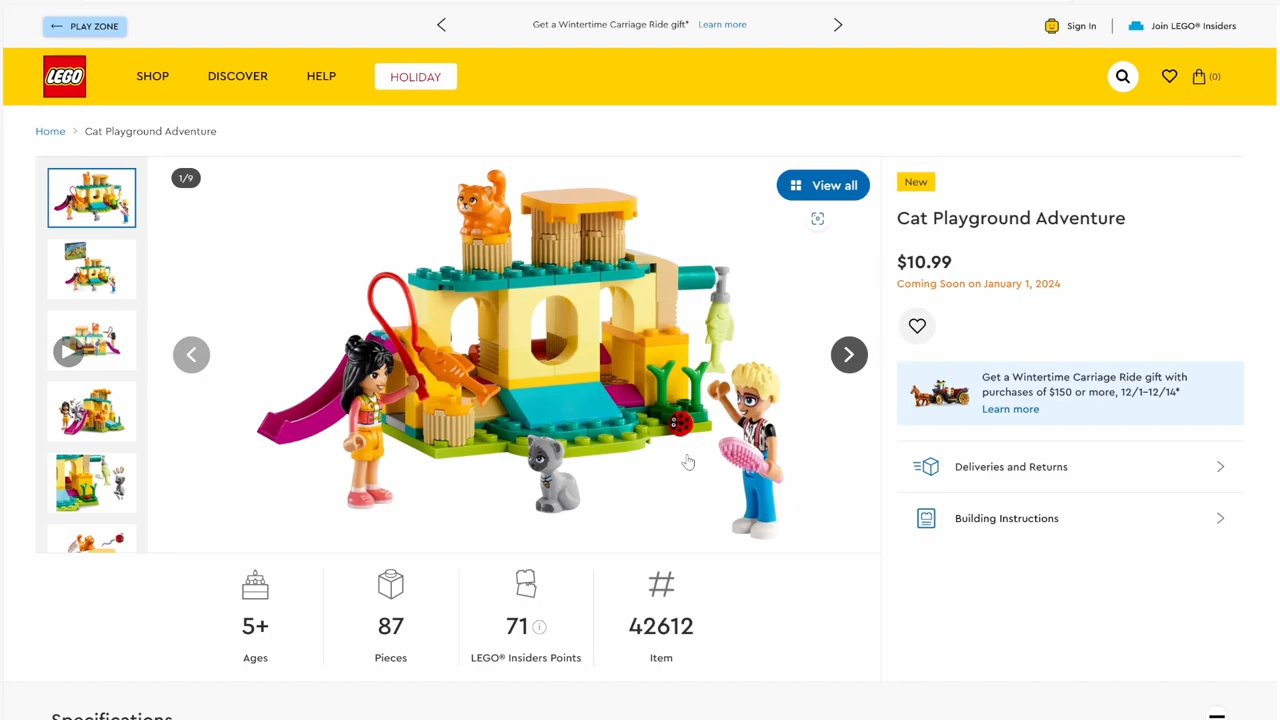 PLAY ZONE
Get a Wintertime Carriage Ride gift* Learn more
Sign In
Join LEGO® Insiders
LEGO
SHOP
DISCOVER
HELP
HOLIDAY
(0)
Home > Cat Playground Adventure
1/9
View all
New
Cat Playground Adventure
$10.99
Coming Soon on January 1, 2024
Get a Wintertime Carriage Ride gift with
purchases of $150 or more, 12/1–12/14*
Learn more
Deliveries and Returns
Building Instructions
5+
Ages
87
Pieces
71
LEGO® Insiders Points
#
42612
Item
Specifications